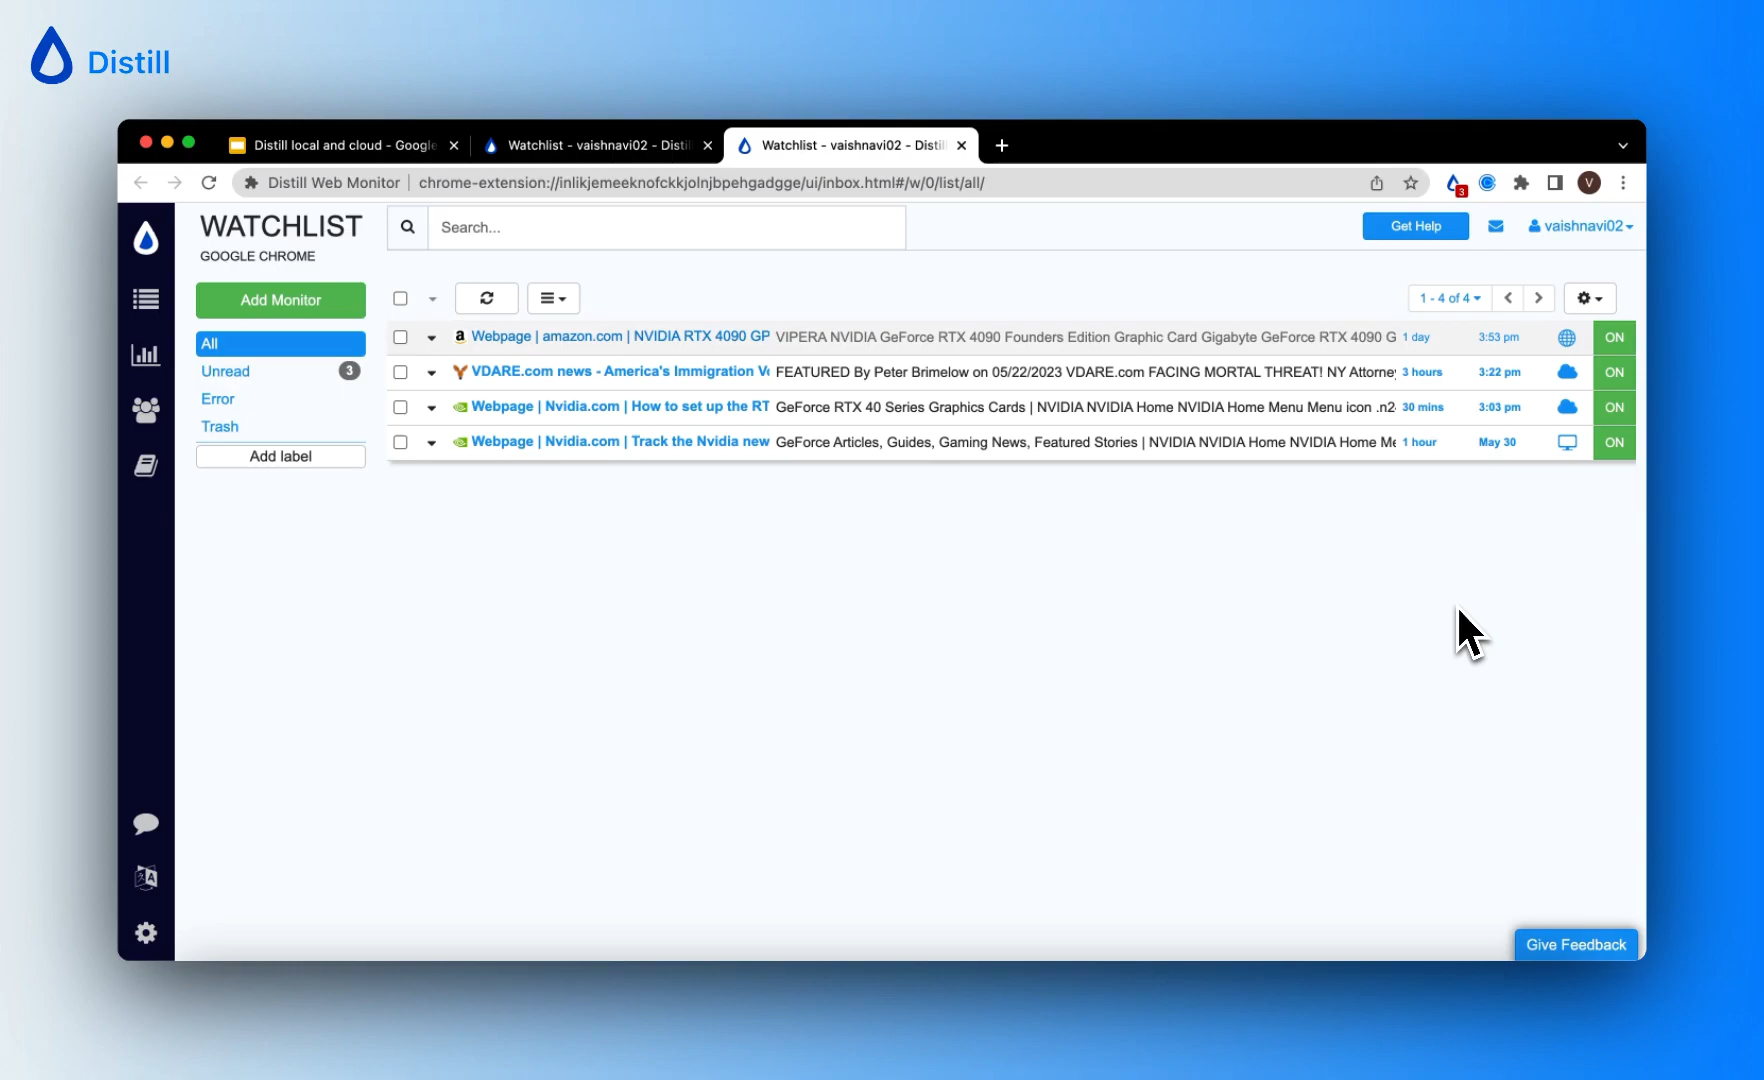 Distill
Distill local and cloud - Google
Watchlist - vaishnavi02 - Distil
Watchlist - vaishnavi02 - Distil
Distill Web Monitor | chrome-extension://inlikjemeeknofckkjolnjbpehgadgge/ui/inbox.html#/w/0/list/all/
3
V
WATCHLIST
GOOGLE CHROME
Search...
Get Help
vaishnavi02
Add Monitor
1 - 4 of 4
All
Unread 3
Error
Trash
Add label
a Webpage | amazon.com | NVIDIA RTX 4090 GP VIPERA NVIDIA GeForce RTX 4090 Founders Edition Graphic Card Gigabyte GeForce RTX 4090 G 1 day 3:53 pm ON
VDARE.com news - America's Immigration Vo FEATURED By Peter Brimelow on 05/22/2023 VDARE.com FACING MORTAL THREAT! NY Attorney 3 hours 3:22 pm ON
Webpage | Nvidia.com | How to set up the RT GeForce RTX 40 Series Graphics Cards | NVIDIA NVIDIA Home NVIDIA Home Menu Menu icon .n2 30 mins 3:03 pm ON
Webpage | Nvidia.com | Track the Nvidia new GeForce Articles, Guides, Gaming News, Featured Stories | NVIDIA NVIDIA Home NVIDIA Home Me 1 hour May 30 ON
A
Give Feedback